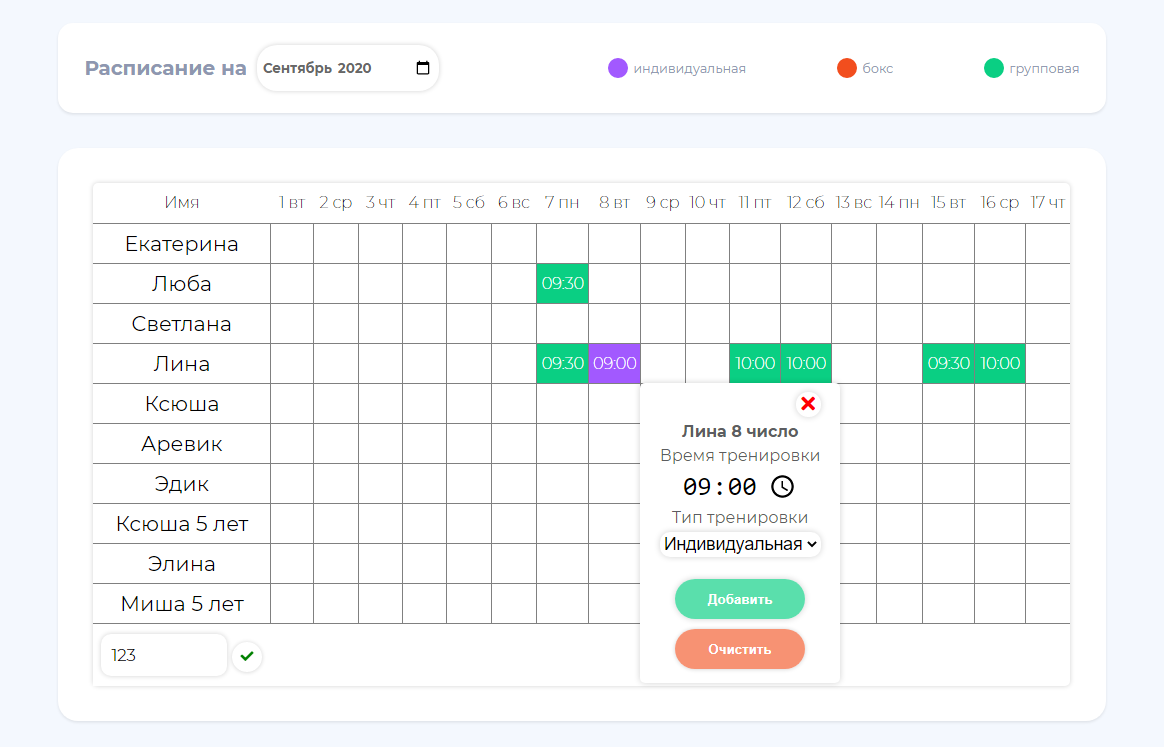 Расписание на Сентябрь 2020 индивидуальная бокс групповая
Имя 1 вт 2 ср 3 чт 4 пт 5 сб 6 вс 7 пн 8 вт 9 ср 10 чт 11 пт 12 сб 13 вс 14 пн 15 вт 16 ср 17 чт
Екатерина
Люба 09:30
Светлана
Лина 09:30 09:00 10:00 10:00 09:30 10:00
Ксюша
Аревик
Эдик
Ксюша 5 лет
Элина
Миша 5 лет
123
Лина 8 число
Время тренировки
09:00
Тип тренировки
Индивидуальная
Добавить
Очистить